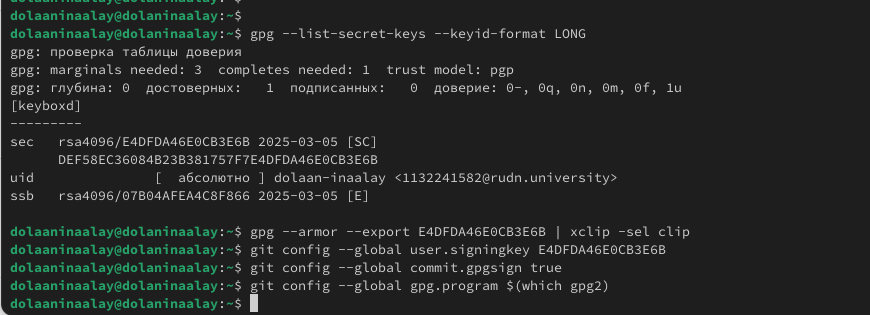 dolaaninaalay@dolaninaalay:~$
dolaaninaalay@dolaninaalay:~$ gpg --list-secret-keys --keyid-format LONG
gpg: проверка таблицы доверия
gpg: marginals needed: 3  completes needed: 1  trust model: pgp
gpg: глубина: 0  достоверных:   1  подписанных:   0  доверие: 0-, 0q, 0n, 0m, 0f, 1u
[keyboxd]
---------
sec   rsa4096/E4DFDA46E0CB3E6B 2025-03-05 [SC]
      DEF58EC36084B23B381757F7E4DFDA46E0CB3E6B
uid               [  абсолютно ] dolaan-inaalay <1132241582@rudn.university>
ssb   rsa4096/07B04AFEA4C8F866 2025-03-05 [E]
dolaaninaalay@dolaninaalay:~$ gpg --armor --export E4DFDA46E0CB3E6B | xclip -sel clip
dolaaninaalay@dolaninaalay:~$ git config --global user.signingkey E4DFDA46E0CB3E6B
dolaaninaalay@dolaninaalay:~$ git config --global commit.gpgsign true
dolaaninaalay@dolaninaalay:~$ git config --global gpg.program $(which gpg2)
dolaaninaalay@dolaninaalay:~$